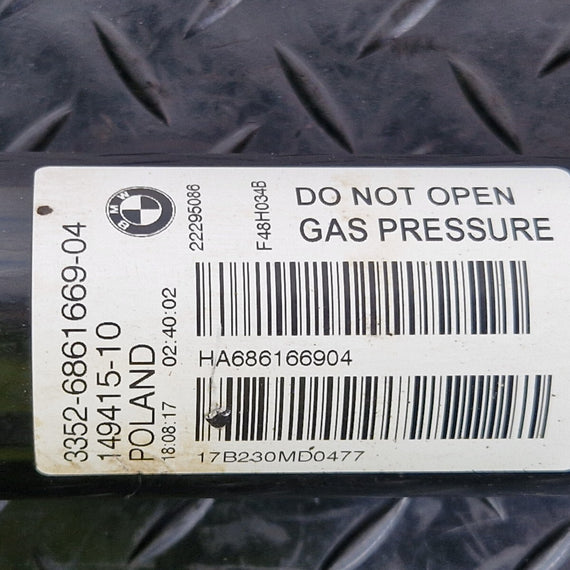 BMW
3352-6861669-04
149415-10
POLAND
18:08:17 02:40:02
22295086
F48H034B
DO NOT OPEN
GAS PRESSURE
HA686166904
17B230MD0477